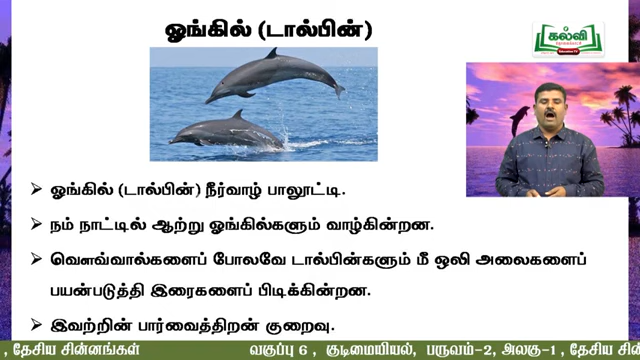 ஓங்கில் (டால்பின்)
கல்வி
ஓங்கில் (டால்பின்) நீர்வாழ் பாலூட்டி.
நம் நாட்டில் ஆற்று ஓங்கில்களும் வாழ்கின்றன.
வௌவ்வால்களைப் போலவே டால்பின்களும் மீ ஒலி அலைகளைப்
பயன்படுத்தி இரைகளைப் பிடிக்கின்றன.
இவற்றின் பார்வைத்திறன் குறைவு.
, தேசிய சின்னங்கள் வகுப்பு 6 , குடிமையியல், பருவம்-2, அலகு-1 , தேசிய சின்